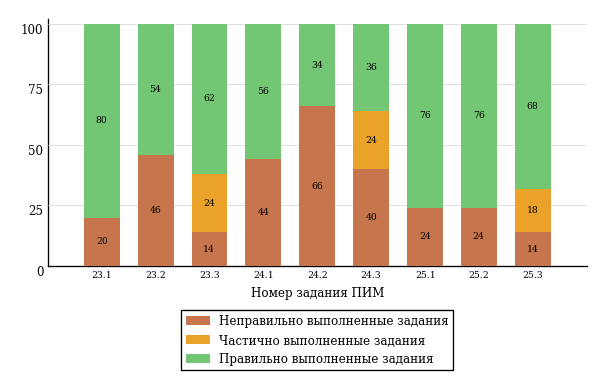 100
75
50
25
0
80 54 62 56 34 36 76 76 68
24 24 18
20 46 14 44 66 40 24 24 14
23.1 23.2 23.3 24.1 24.2 24.3 25.1 25.2 25.3
Номер задания ПИМ
Неправильно выполненные задания
Частично выполненные задания
Правильно выполненные задания